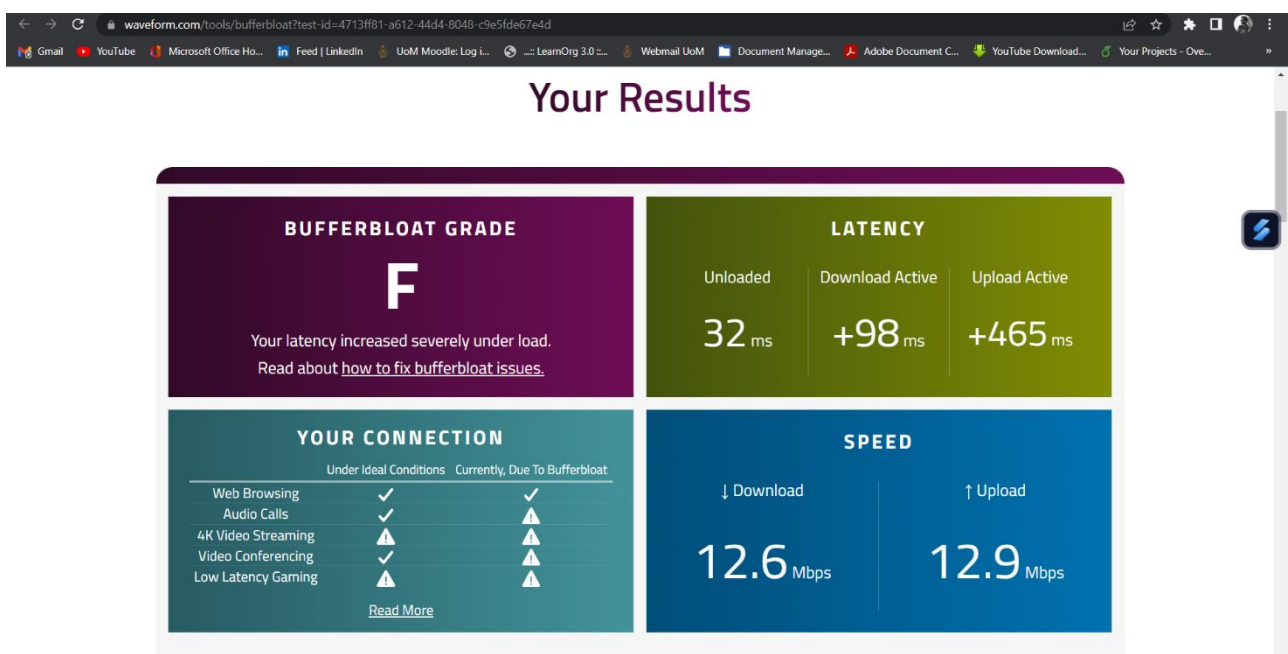 waveform.com/tools/bufferbloat?test-id=4713ff81-a612-44d4-8048-c9e5fde67e4d
Gmail YouTube Microsoft Office Ho... Feed | LinkedIn UoM Moodle: Log i... ...:: LearnOrg 3.0 ::... Webmail UoM Document Manage... Adobe Document C... YouTube Download... Your Projects - Ove... »
Your Results
BUFFERBLOAT GRADE
F
Your latency increased severely under load.
Read about how to fix bufferbloat issues.
LATENCY
Unloaded Download Active Upload Active
32 ms +98 ms +465 ms
YOUR CONNECTION
Under Ideal Conditions Currently, Due To Bufferbloat
Web Browsing
Audio Calls
4K Video Streaming
Video Conferencing
Low Latency Gaming
Read More
SPEED
↓ Download ↑ Upload
12.6 Mbps 12.9 Mbps